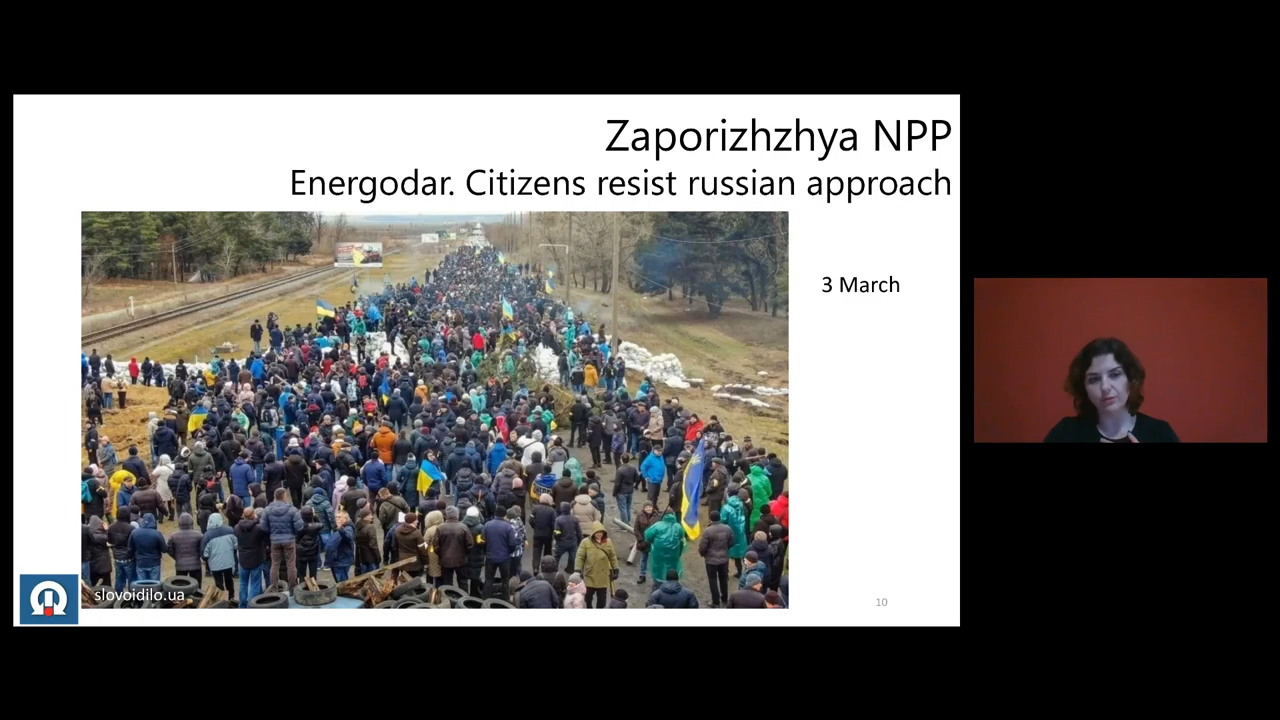 Zaporizhzhya NPP
Energodar. Citizens resist russian approach
3 March
slovoidilo.ua
10